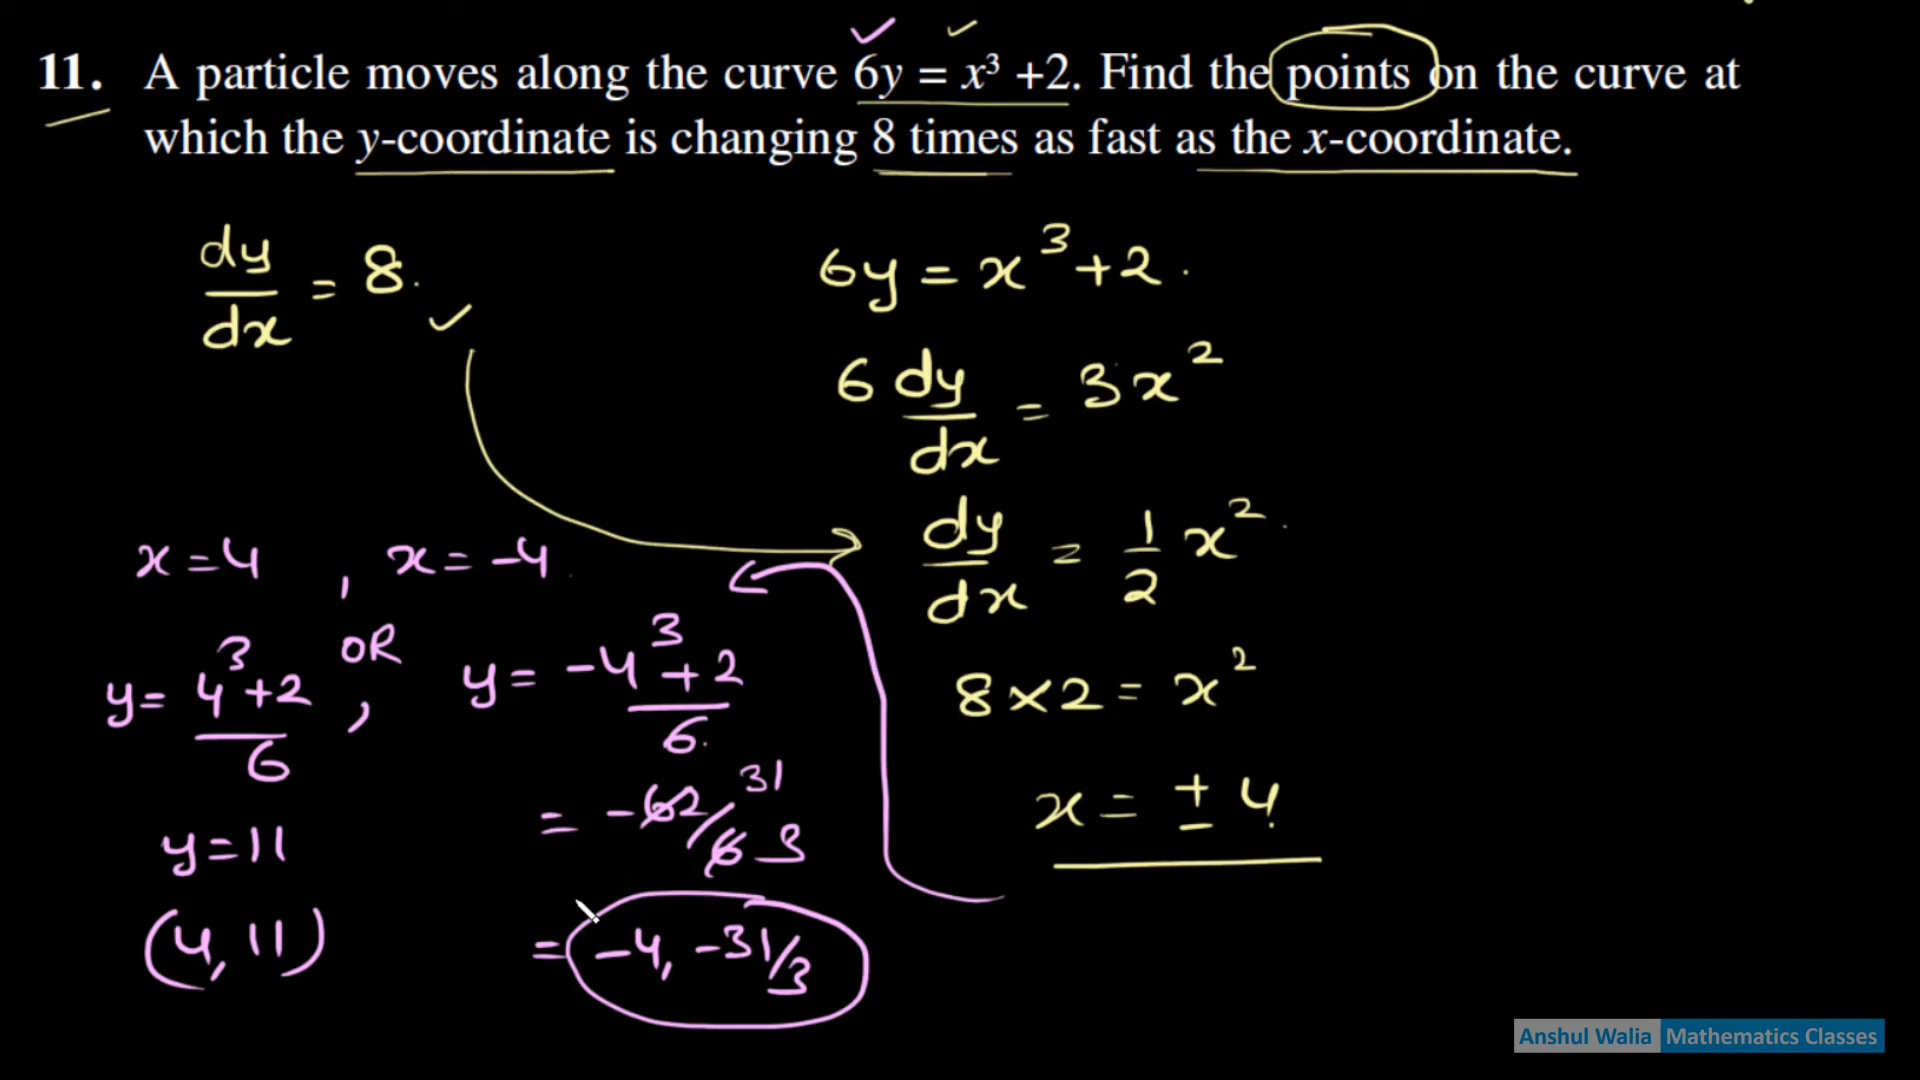 11. A particle moves along the curve 6y = x³ +2. Find the points on the curve at
which the y-coordinate is changing 8 times as fast as the x-coordinate.
dy/dx = 8.
6y = x³ + 2.
6 dy/dx = 3x²
dy/dx = 1/2 x²
8 × 2 = x²
x = ± 4
x = 4 , x = -4
OR
y = 4³ + 2 / 6 , y = -4³ + 2 / 6
= -62/6 31 3
y = 11
(4, 11)
= -4, -31/3
Anshul Walia Mathematics Classes